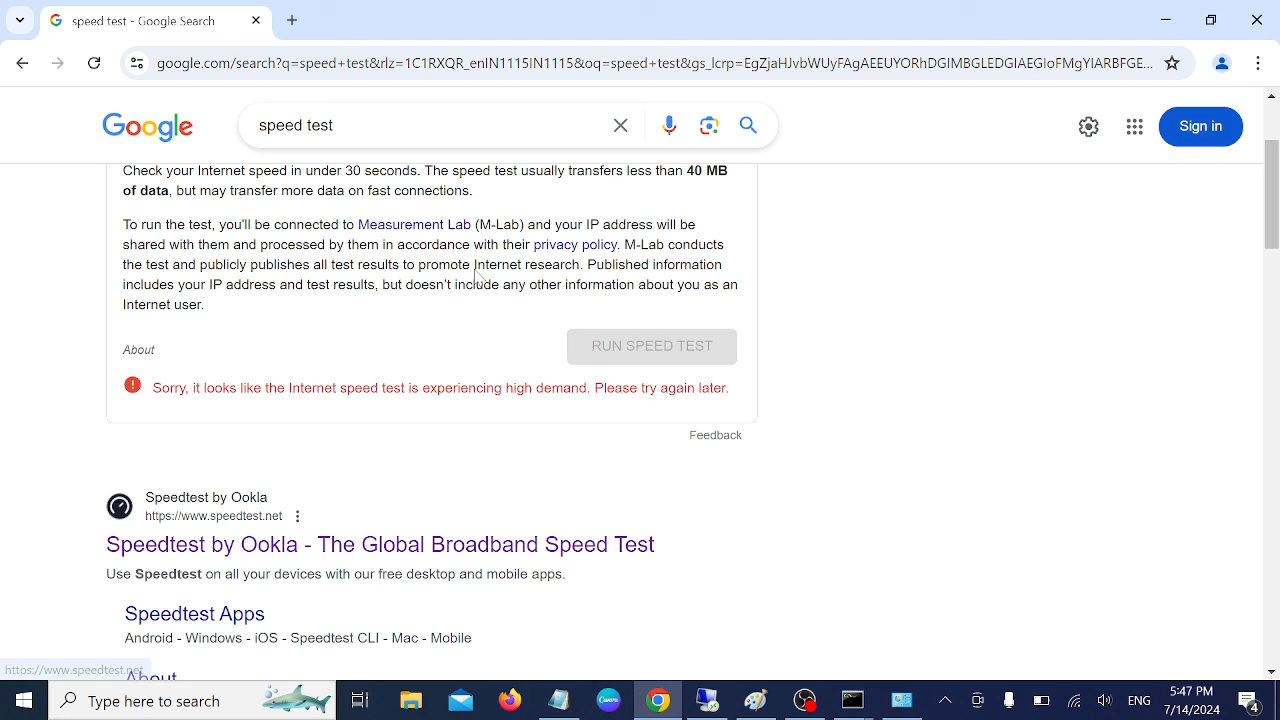 speed test - Google Search
google.com/search?q=speed+test&rlz=1C1RXQR_enIN1115IN1115&oq=speed+test&gs_lcrp=EgZjaHJvbWUyFAgAEEUYORhDGIMBGLEDGIAEGIoFMgYIARBFGE...
Google
speed test
Sign in
Check your Internet speed in under 30 seconds. The speed test usually transfers less than 40 MB
of data, but may transfer more data on fast connections.
To run the test, you'll be connected to Measurement Lab (M-Lab) and your IP address will be
shared with them and processed by them in accordance with their privacy policy. M-Lab conducts
the test and publicly publishes all test results to promote Internet research. Published information
includes your IP address and test results, but doesn't include any other information about you as an
Internet user.
About
RUN SPEED TEST
Sorry, it looks like the Internet speed test is experiencing high demand. Please try again later.
Feedback
Speedtest by Ookla
https://www.speedtest.net
Speedtest by Ookla - The Global Broadband Speed Test
Use Speedtest on all your devices with our free desktop and mobile apps.
Speedtest Apps
Android - Windows - iOS - Speedtest CLI - Mac - Mobile
About
https://www.speedtest.net
Type here to search
ENG
5:47 PM
7/14/2024
4